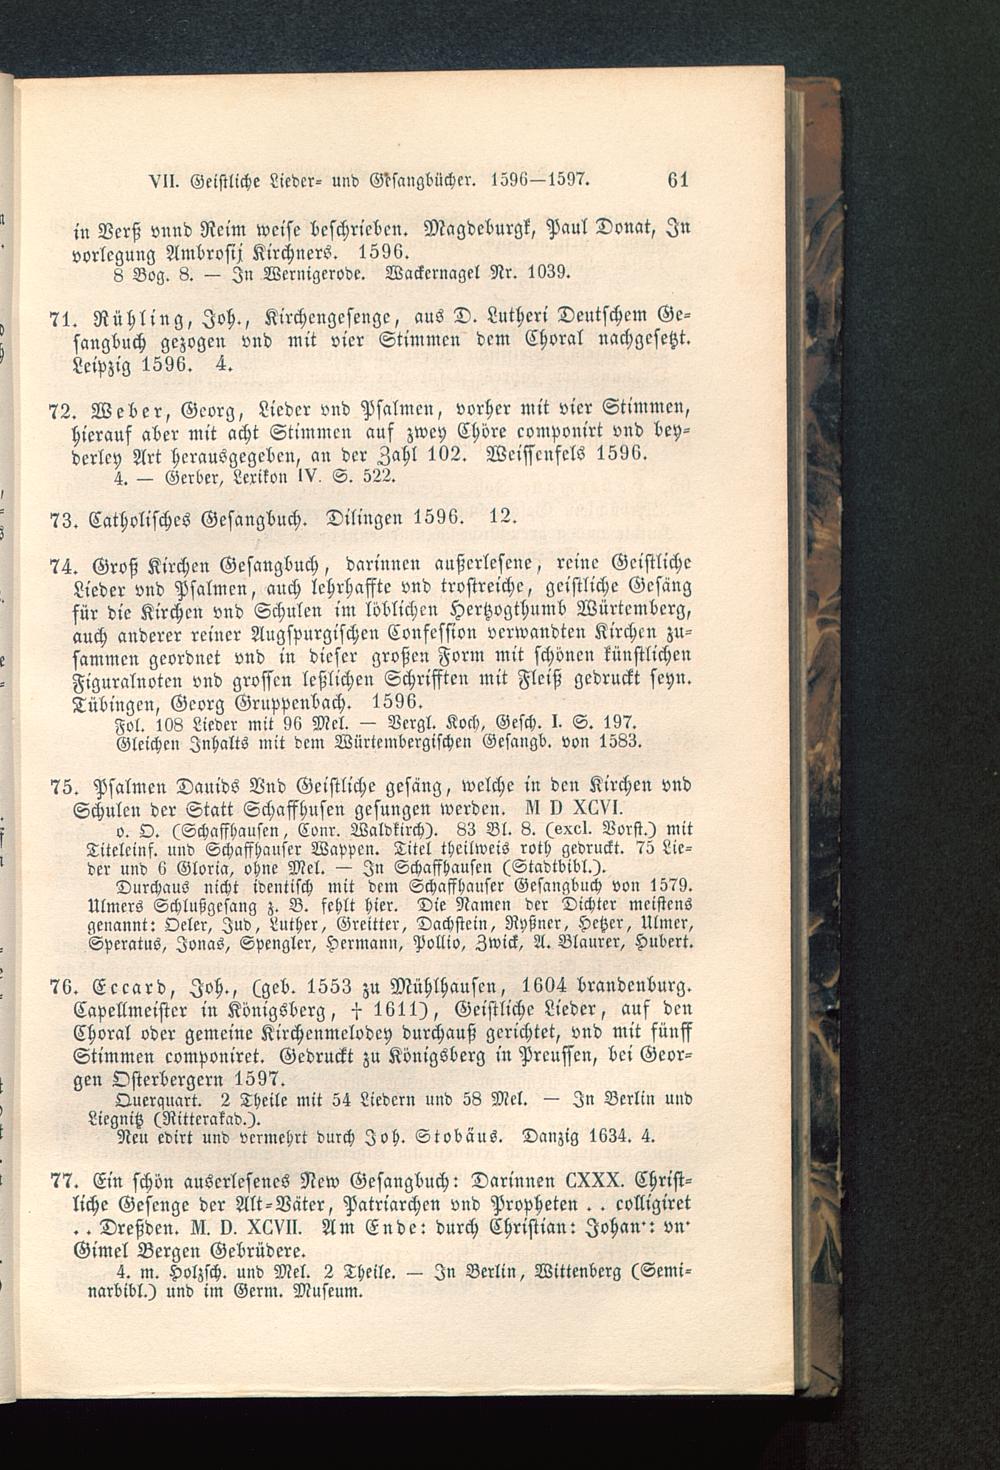 VII. Geistliche Lieder- und Gesangbücher. 1596—1597. 61
in Verß vnnd Reim weise beschrieben. Magdeburgk, Paul Donat, In
vorlegung Ambrosij Kirchners. 1596.
8 Bog. 8. — In Wernigerode. Wackernagel Nr. 1039.
71. Rühling, Joh., Kirchengesenge, aus D. Lutheri Deutschem Ge-
sangbuch gezogen vnd mit vier Stimmen dem Choral nachgesetzt.
Leipzig 1596. 4.
72. Weber, Georg, Lieder vnd Psalmen, vorher mit vier Stimmen,
hierauf aber mit acht Stimmen auf zwey Chöre componirt vnd bey-
derley Art herausgegeben, an der Zahl 102. Weissenfels 1596.
4. — Gerber, Lexikon IV. S. 522.
73. Catholisches Gesangbuch. Dilingen 1596. 12.
74. Groß Kirchen Gesangbuch, darinnen außerlesene, reine Geistliche
Lieder vnd Psalmen, auch lehrhaffte vnd trostreiche, geistliche Gesäng
für die Kirchen vnd Schulen im löblichen Hertzogthumb Würtemberg,
auch anderer reiner Augspurgischen Confession verwandten Kirchen zu-
sammen geordnet vnd in dieser großen Form mit schönen künstlichen
Figuralnoten vnd grossen leßlichen Schrifften mit Fleiß gedruckt seyn.
Tübingen, Georg Gruppenbach. 1596.
Fol. 108 Lieder mit 96 Mel. — Vergl. Koch, Gesch. I. S. 197.
Gleichen Inhalts mit dem Würtembergischen Gesangb. von 1583.
75. Psalmen Dauids Vnd Geistliche gesäng, welche in den Kirchen vnd
Schulen der Statt Schaffhusen gesungen werden. M D XCVI.
o. O. (Schaffhausen, Conr. Waldkirch). 83 Bl. 8. (excl. Vorst.) mit
Titeleinf. und Schaffhauser Wappen. Titel theilweis roth gedruckt. 75 Lie-
der und 6 Gloria, ohne Mel. — In Schaffhausen (Stadtbibl.).
Durchaus nicht identisch mit dem Schaffhauser Gesangbuch von 1579.
Ulmers Schlußgesang z. B. fehlt hier. Die Namen der Dichter meistens
genannt: Oeler, Jud, Luther, Greitter, Dachstein, Ryßner, Hetzer, Ulmer,
Speratus, Jonas, Spengler, Hermann, Pollio, Zwick, A. Blaurer, Hubert.
76. Eccard, Joh., (geb. 1553 zu Mühlhausen, 1604 brandenburg.
Capellmeister in Königsberg, † 1611), Geistliche Lieder, auf den
Choral oder gemeine Kirchenmelodey durchauß gerichtet, vnd mit fünff
Stimmen componiret. Gedruckt zu Königsberg in Preussen, bei Geor-
gen Osterbergern 1597.
Querquart. 2 Theile mit 54 Liedern und 58 Mel. — In Berlin und
Liegnitz (Ritterakad.).
Neu edirt und vermehrt durch Joh. Stobäus. Danzig 1634. 4.
77. Ein schön auserlesenes New Gesangbuch: Darinnen CXXX. Christ-
liche Gesenge der Alt-Väter, Patriarchen vnd Propheten . . colligiret
. . Dreßden. M. D. XCVII. Am Ende: durch Christian: Johan·: vn·
Gimel Bergen Gebrüdere.
4. m. Holzsch. und Mel. 2 Theile. — In Berlin, Wittenberg (Semi-
narbibl.) und im Germ. Museum.